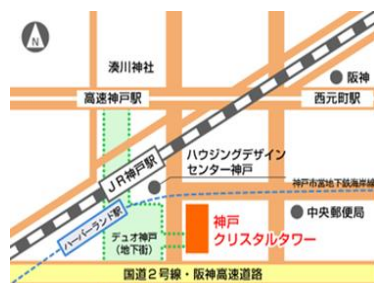 N
湊川神社
阪神
高速神戸駅
西元町駅
JR神戸駅
ハウジングデザイン
センター神戸
神戸市営地下鉄海岸線
ハーバーランド駅
デュオ神戸
(地下街)
神戸
クリスタルタワー
中央郵便局
国道2号線・阪神高速道路